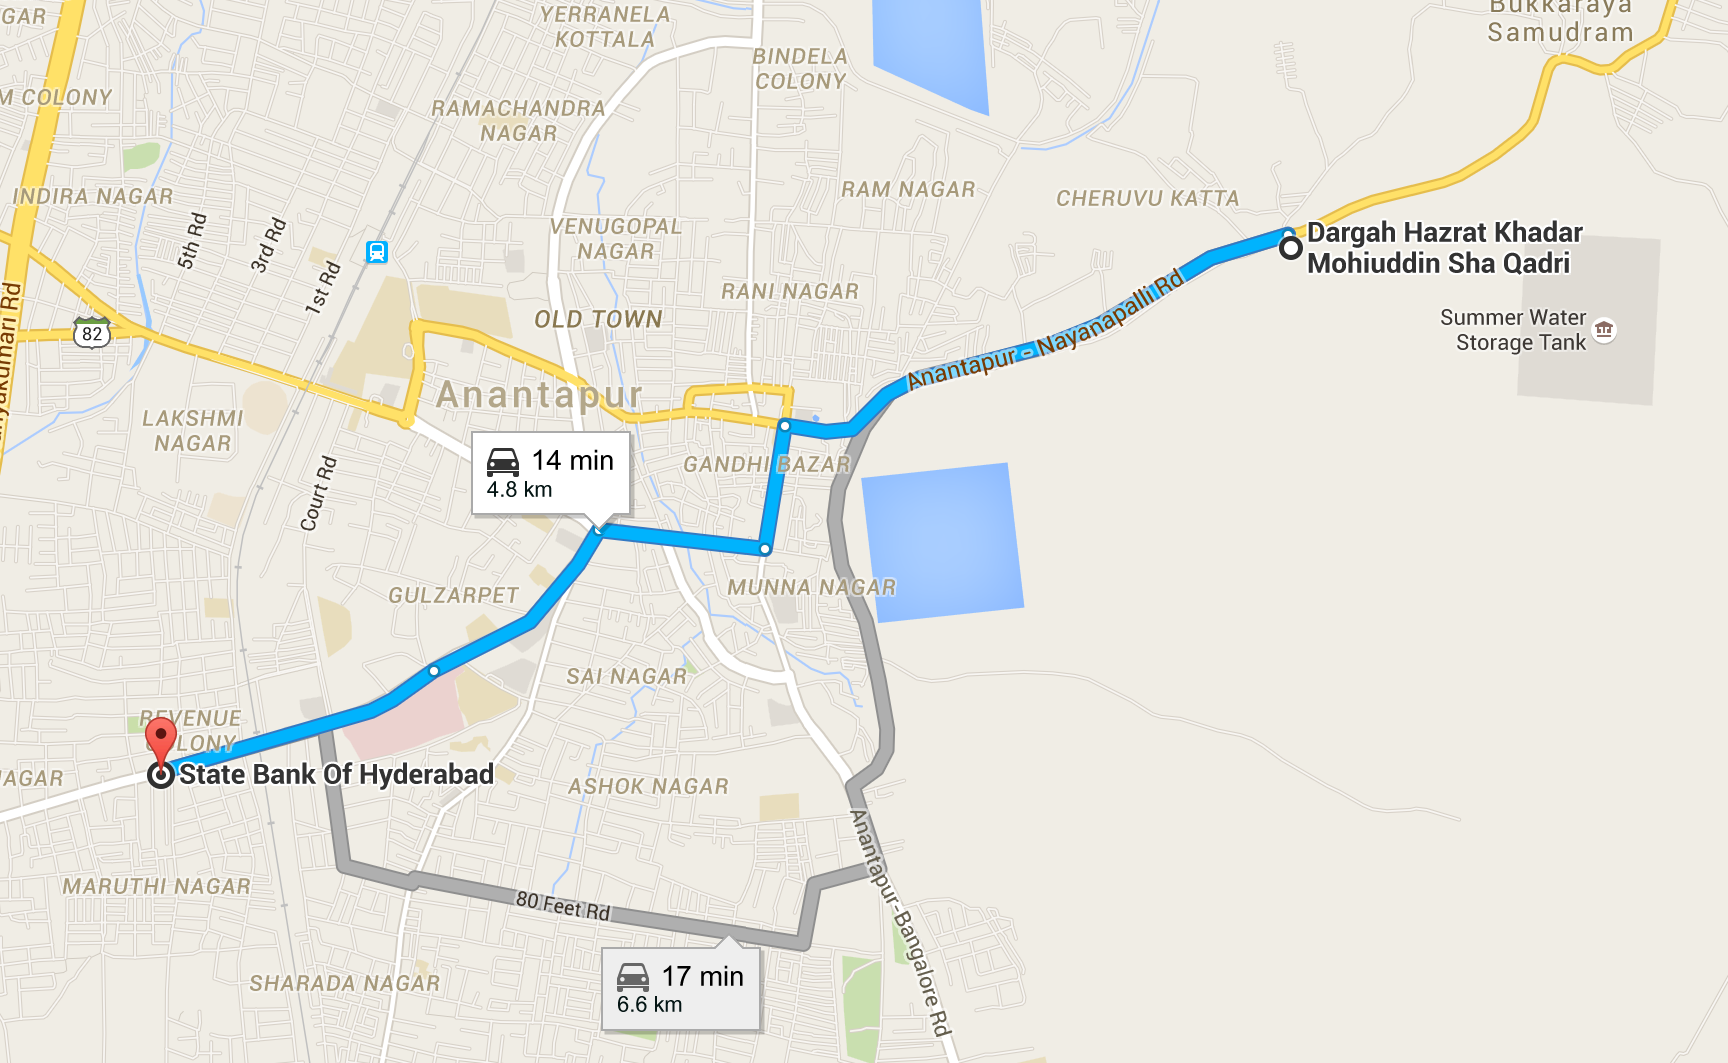 YERRANELA
KOTTALA
Bukkaraya
Samudram
GAR
BINDELA
COLONY
M COLONY
RAMACHANDRA
NAGAR
INDIRA NAGAR
RAM NAGAR
CHERUVU KATTA
5th Rd
3rd Rd
1st Rd
VENUGOPAL
NAGAR
Dargah Hazrat Khadar
Mohiuddin Sha Qadri
RANI NAGAR
OLD TOWN
Anantapur - Nayanapalli Rd
Summer Water
Storage Tank
82
nyakumari Rd
Anantapur
LAKSHMI
NAGAR
14 min
4.8 km
GANDHI BAZAR
Court Rd
GULZARPET
MUNNA NAGAR
SAI NAGAR
REVENUE
COLONY
State Bank Of Hyderabad
NAGAR
ASHOK NAGAR
Anantapur-Bangalore Rd
MARUTHI NAGAR
80 Feet Rd
SHARADA NAGAR
17 min
6.6 km